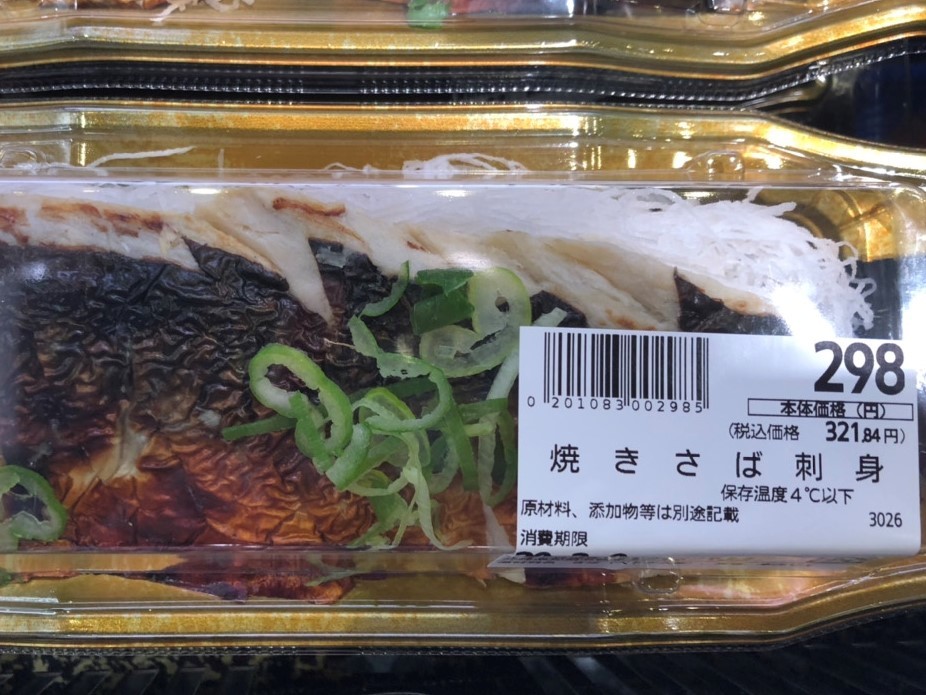 298
0 201083 002985
本体価格 (円)
(税込価格 321.84円)
焼きさば刺身
保存温度4℃以下
原材料、添加物等は別途記載
3026
消費期限